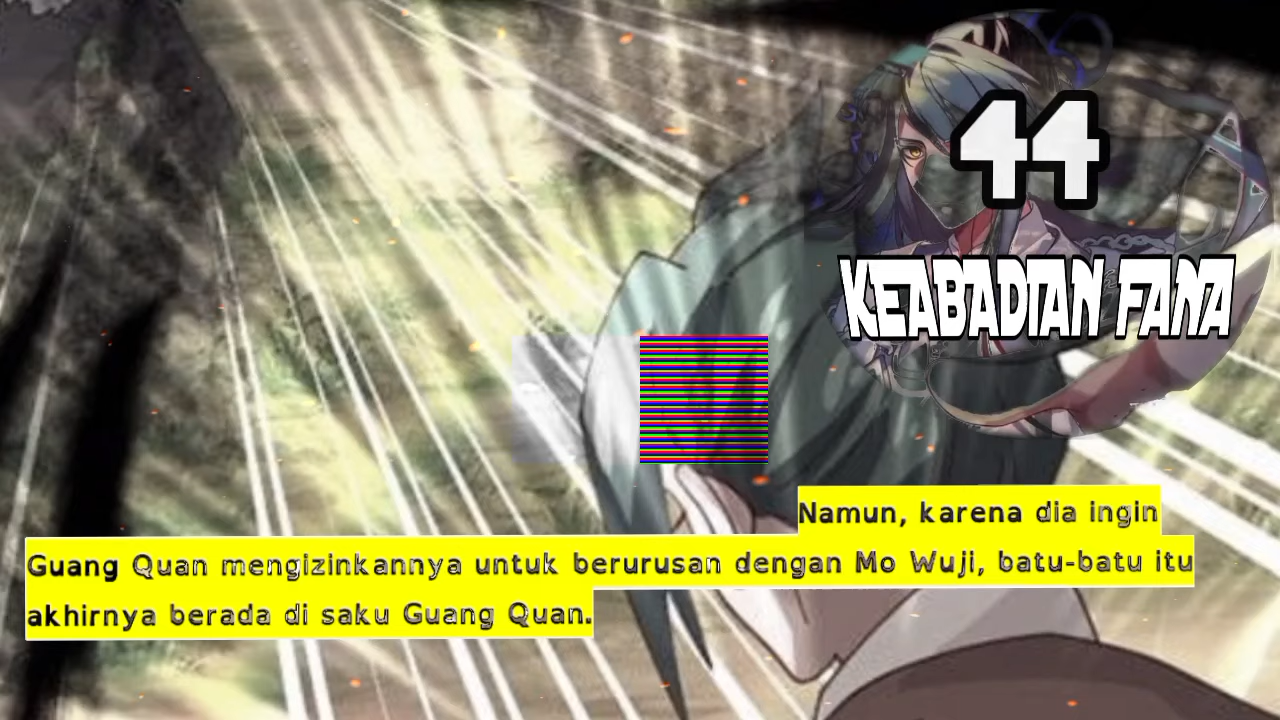 44
KEABADIAN FANA
Namun, karena dia ingin
Guang Quan mengizinkannya untuk berurusan dengan Mo Wuji, batu-batu itu
akhirnya berada di saku Guang Quan.